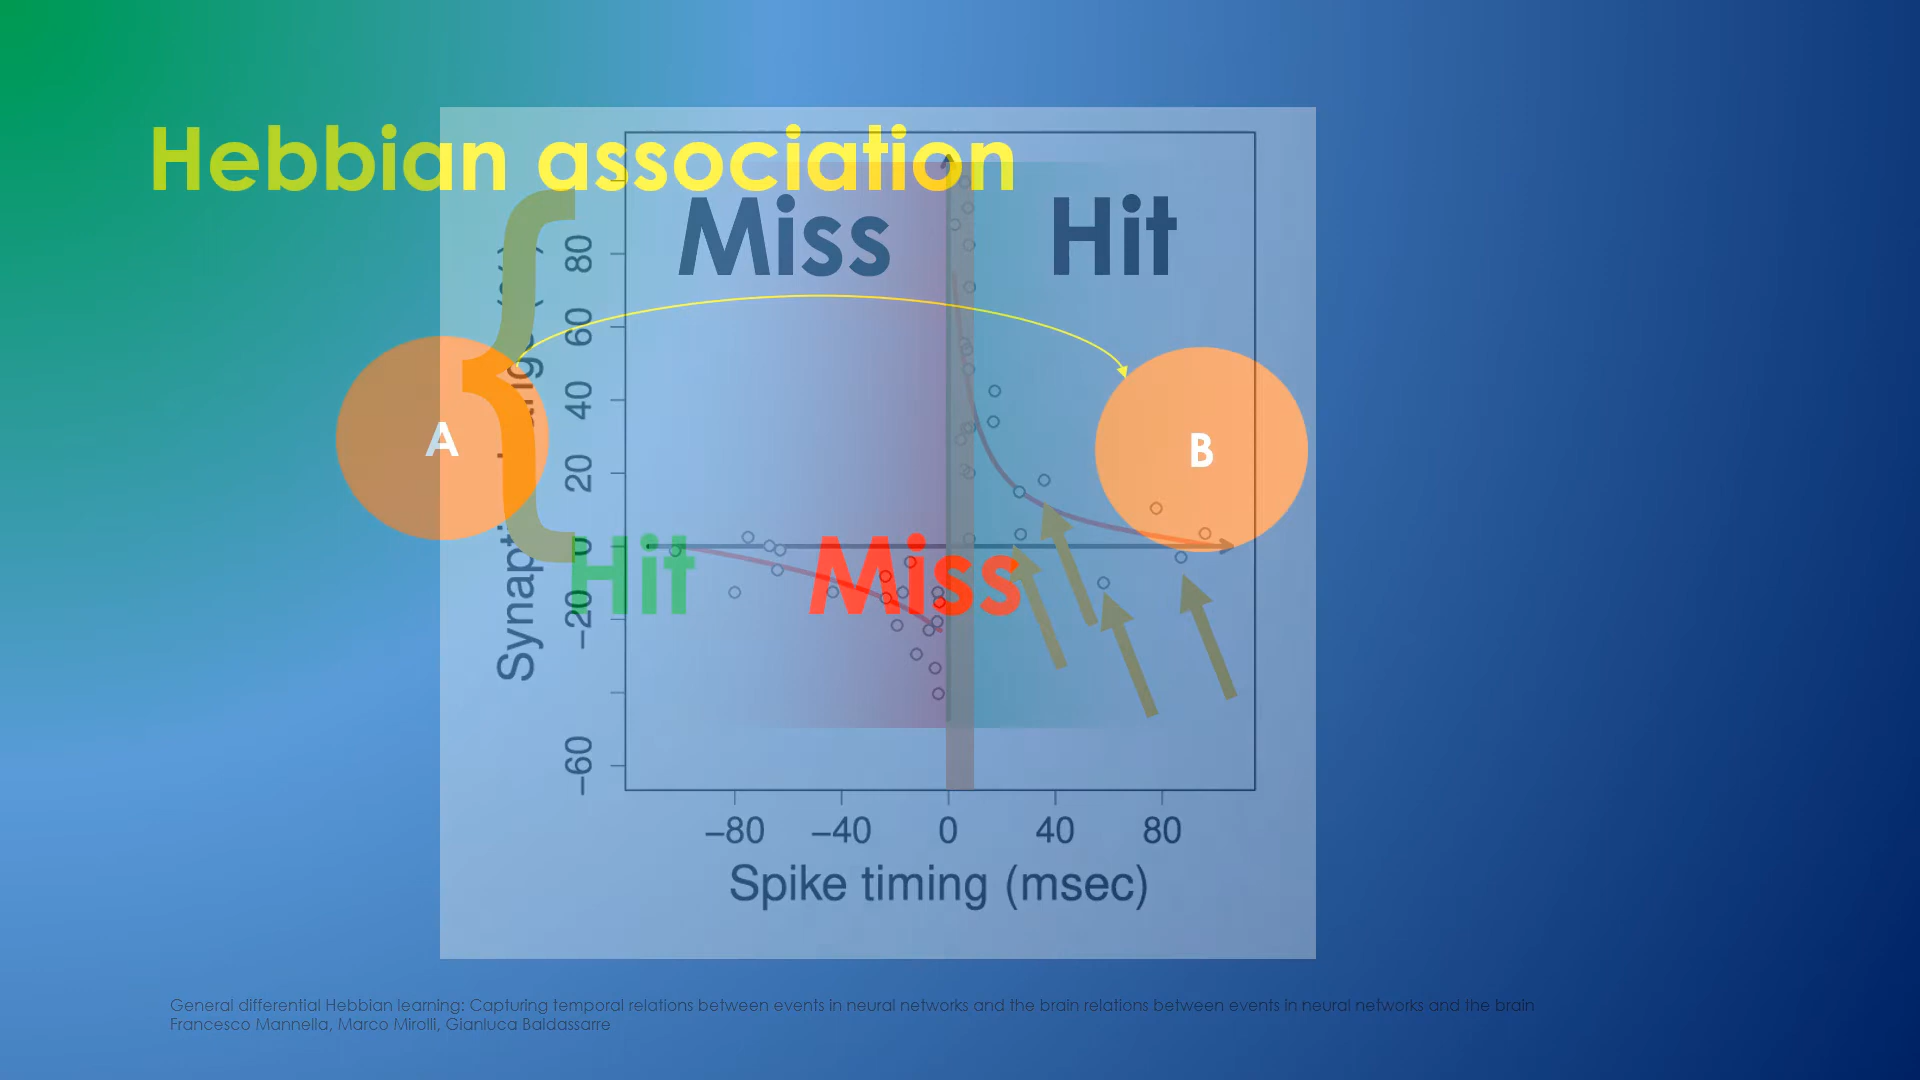 Hebbian association
Miss Hit
80
60
40
20
0
−20
−60
A
B
Hit Miss
−80 −40 0 40 80
Spike timing (msec)
General differential Hebbian learning: Capturing temporal relations between events in neural networks and the brain relations between events in neural networks and the brain
Francesco Mannella, Marco Mirolli, Gianluca Baldassarre